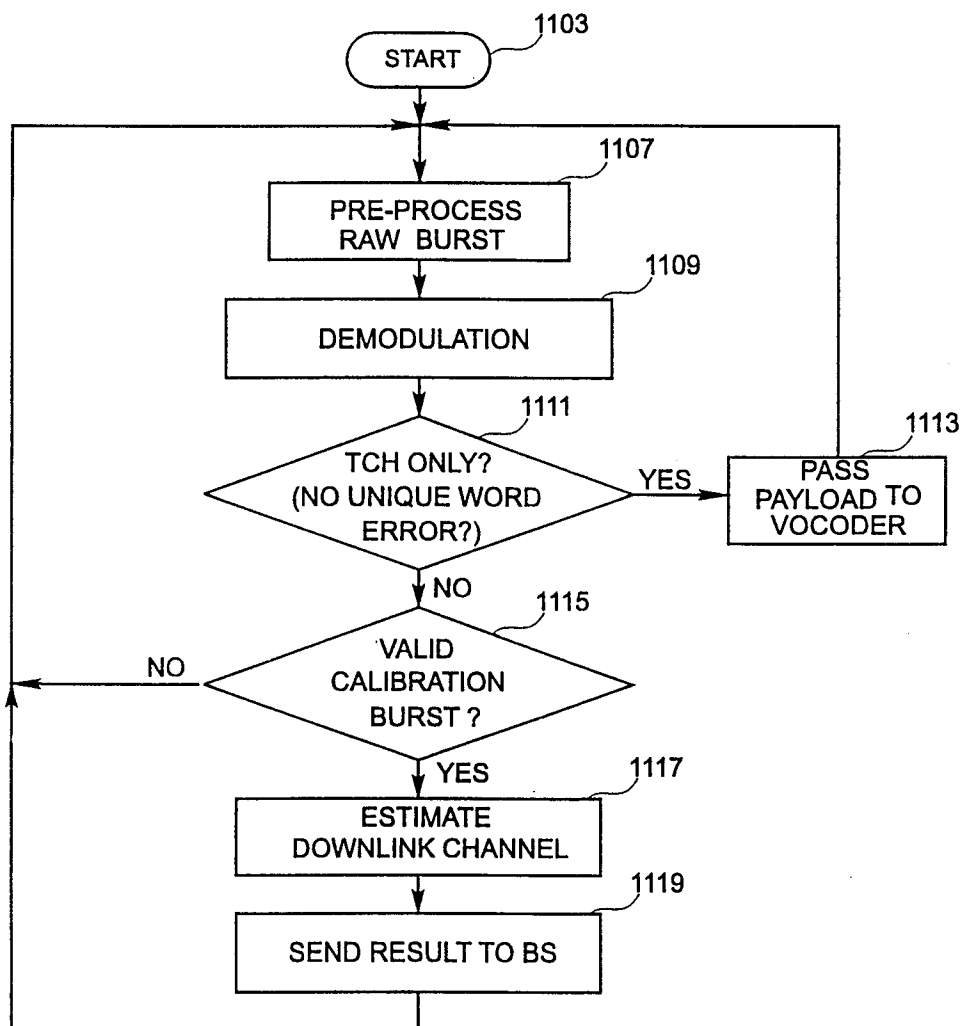 1103
START
1107
PRE-PROCESS
RAW BURST
1109
DEMODULATION
1111
TCH ONLY?
(NO UNIQUE WORD
ERROR?)
YES
1113
PASS
PAYLOAD TO
VOCODER
NO
1115
VALID
CALIBRATION
BURST ?
NO
YES
1117
ESTIMATE
DOWNLINK CHANNEL
1119
SEND RESULT TO BS